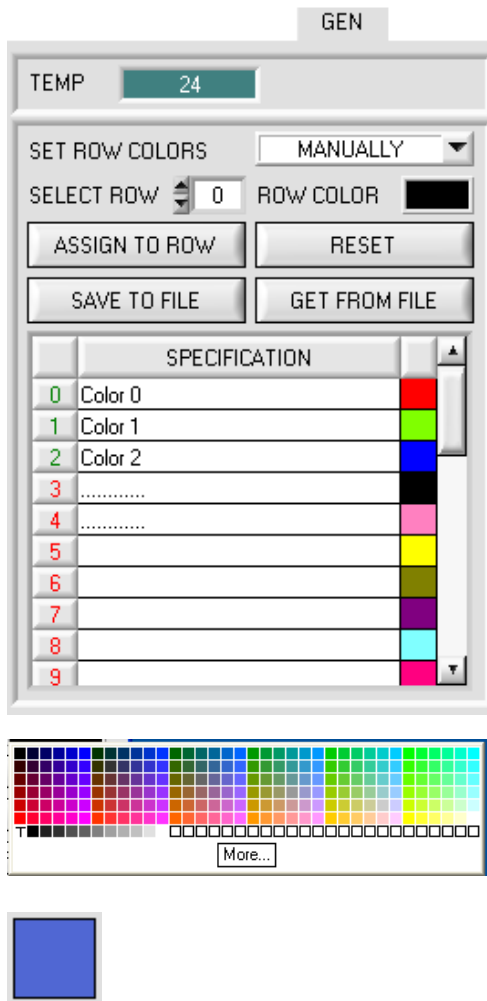 GEN
TEMP 24
SET ROW COLORS MANUALLY
SELECT ROW 0 ROW COLOR
ASSIGN TO ROW RESET
SAVE TO FILE GET FROM FILE
SPECIFICATION
0 Color 0
1 Color 1
2 Color 2
3 ............
4 ............
5
6
7
8
9
T
More...